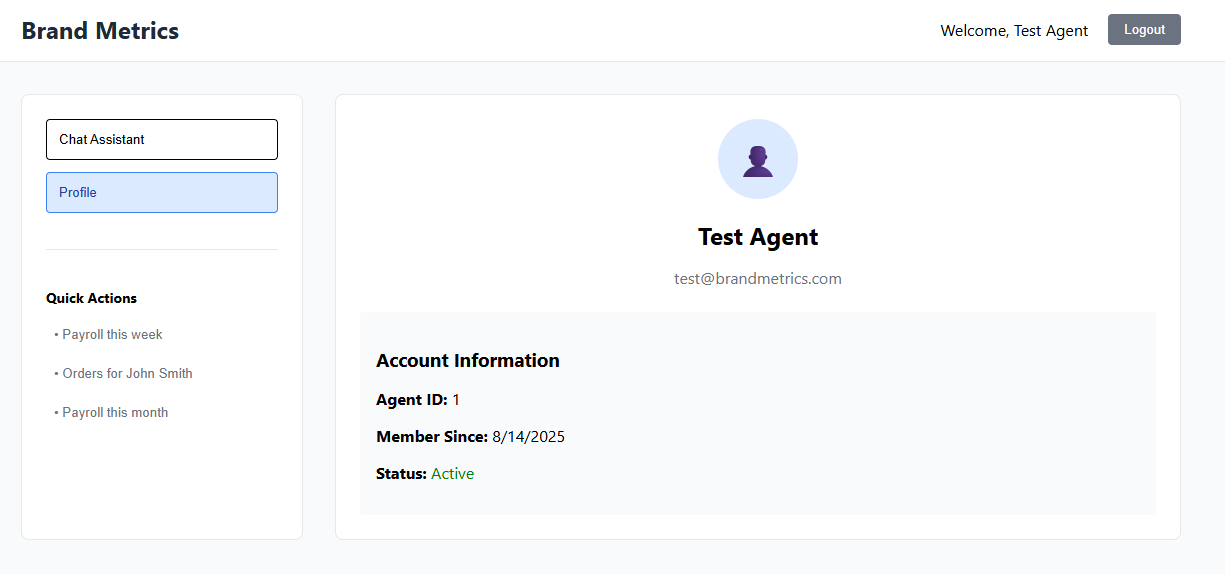 Brand Metrics
Welcome, Test Agent
Logout
Chat Assistant
Profile
Quick Actions
• Payroll this week
• Orders for John Smith
• Payroll this month
Test Agent
test@brandmetrics.com
Account Information
Agent ID: 1
Member Since: 8/14/2025
Status: Active